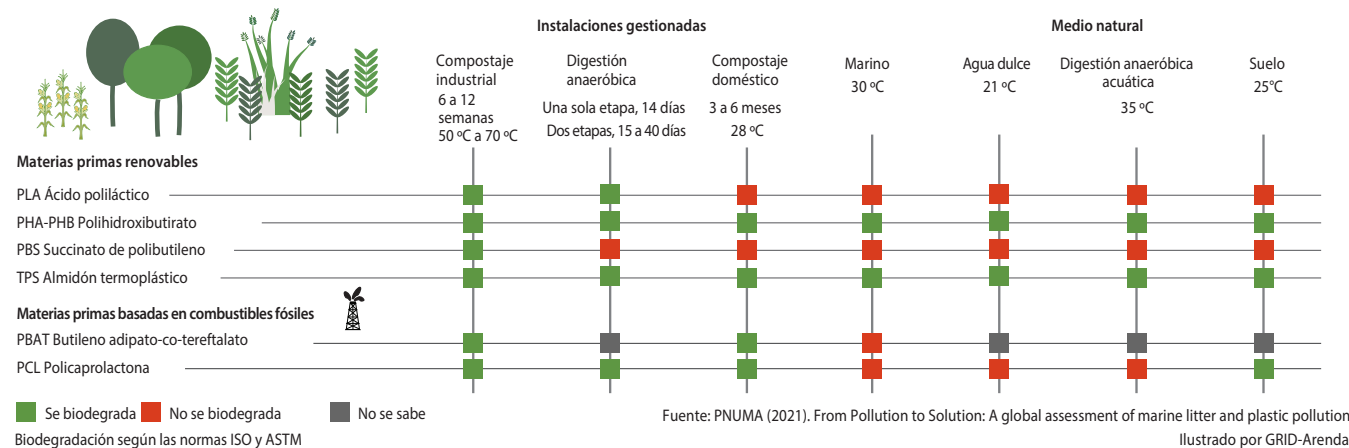 Instalaciones gestionadas
Medio natural
Compostaje
industrial
6 a 12
semanas
50 ºC a 70 ºC
Digestión
anaeróbica
Una sola etapa, 14 días
Dos etapas, 15 a 40 días
Compostaje
doméstico
3 a 6 meses
28 ºC
Marino
30 ºC
Agua dulce
21 ºC
Digestión anaeróbica
acuática
35 ºC
Suelo
25°C
Materias primas renovables
PLA Ácido poliláctico
PHA-PHB Polihidroxibutirato
PBS Succinato de polibutileno
TPS Almidón termoplástico
Materias primas basadas en combustibles fósiles
PBAT Butileno adipato-co-tereftalato
PCL Policaprolactona
Se biodegrada
No se biodegrada
No se sabe
Biodegradación según las normas ISO y ASTM
Fuente: PNUMA (2021). From Pollution to Solution: A global assessment of marine litter and plastic pollution
Ilustrado por GRID-Arenda